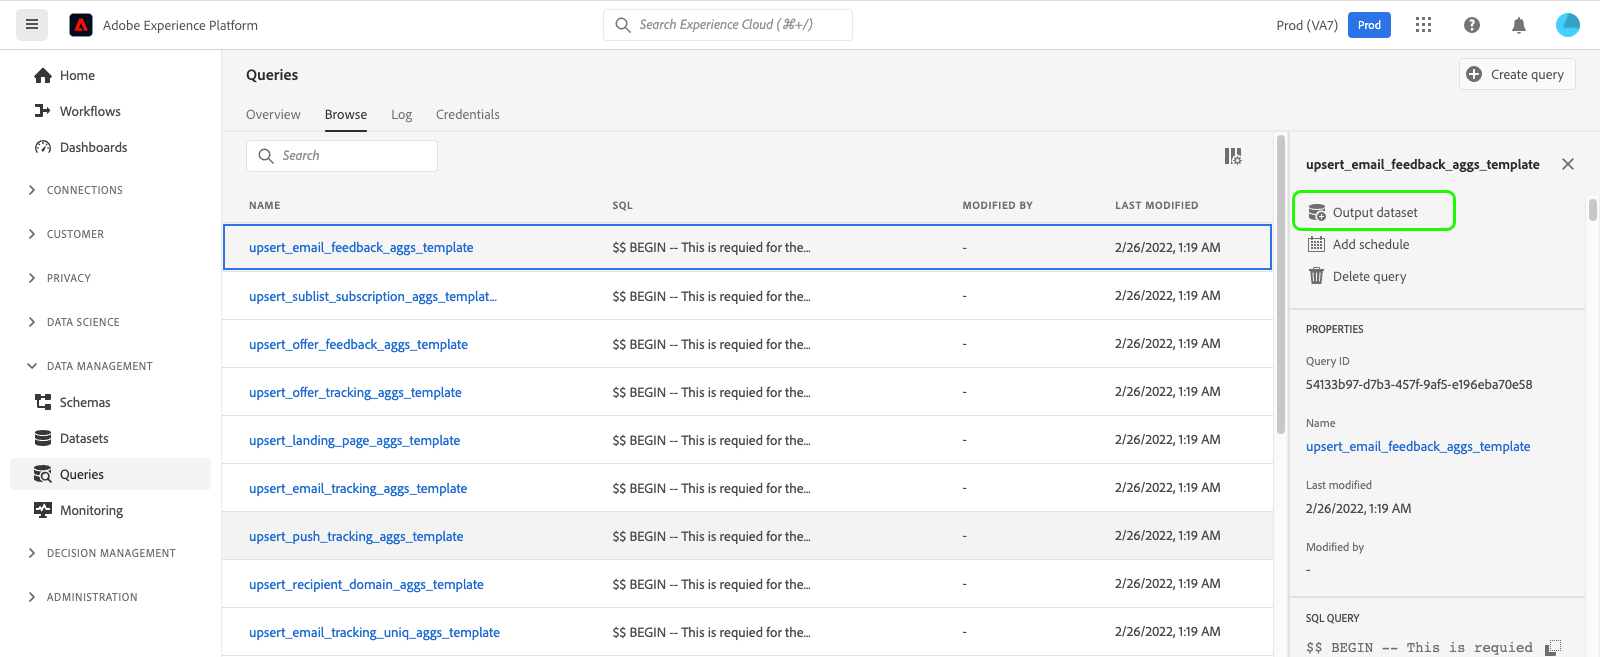 Adobe Experience Platform
Search Experience Cloud (⌘+/)
Prod (VA7)
Prod
Home
Workflows
Dashboards
CONNECTIONS
CUSTOMER
PRIVACY
DATA SCIENCE
DATA MANAGEMENT
Schemas
Datasets
Queries
Monitoring
DECISION MANAGEMENT
ADMINISTRATION
Queries
Create query
Overview Browse Log Credentials
Search
NAME SQL MODIFIED BY LAST MODIFIED
upsert_email_feedback_aggs_template $$ BEGIN -- This is requied for the... - 2/26/2022, 1:19 AM
upsert_sublist_subscription_aggs_templat... $$ BEGIN -- This is requied for the... - 2/26/2022, 1:19 AM
upsert_offer_feedback_aggs_template $$ BEGIN -- This is requied for the... - 2/26/2022, 1:19 AM
upsert_offer_tracking_aggs_template $$ BEGIN -- This is requied for the... - 2/26/2022, 1:19 AM
upsert_landing_page_aggs_template $$ BEGIN -- This is requied for the... - 2/26/2022, 1:19 AM
upsert_email_tracking_aggs_template $$ BEGIN -- This is requied for the... - 2/26/2022, 1:19 AM
upsert_push_tracking_aggs_template $$ BEGIN -- This is requied for the... - 2/26/2022, 1:19 AM
upsert_recipient_domain_aggs_template $$ BEGIN -- This is requied for the... - 2/26/2022, 1:19 AM
upsert_email_tracking_uniq_aggs_template $$ BEGIN -- This is requied for the... - 2/26/2022, 1:19 AM
upsert_email_feedback_aggs_template
Output dataset
Add schedule
Delete query
PROPERTIES
Query ID
54133b97-d7b3-457f-9af5-e196eba70e58
Name
upsert_email_feedback_aggs_template
Last modified
2/26/2022, 1:19 AM
Modified by
-
SQL QUERY
$$ BEGIN -- This is requied